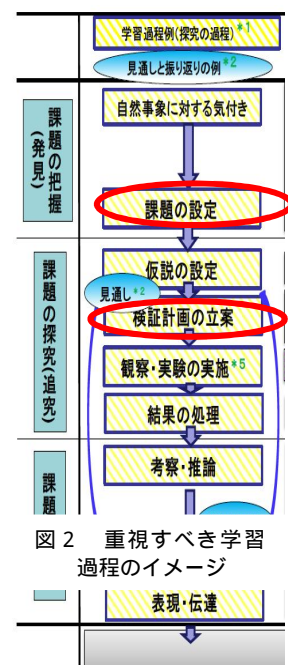 学習過程例(探究の過程)*1
見通しと振り返りの例*2
課題の把握
(発見)
自然事象に対する気付き
課題の設定
課題の探究(追究)
仮説の設定
見通し*2
検証計画の立案
観察・実験の実施*5
結果の処理
課題
考察・推論
図2 重視すべき学習
過程のイメージ
表現・伝達